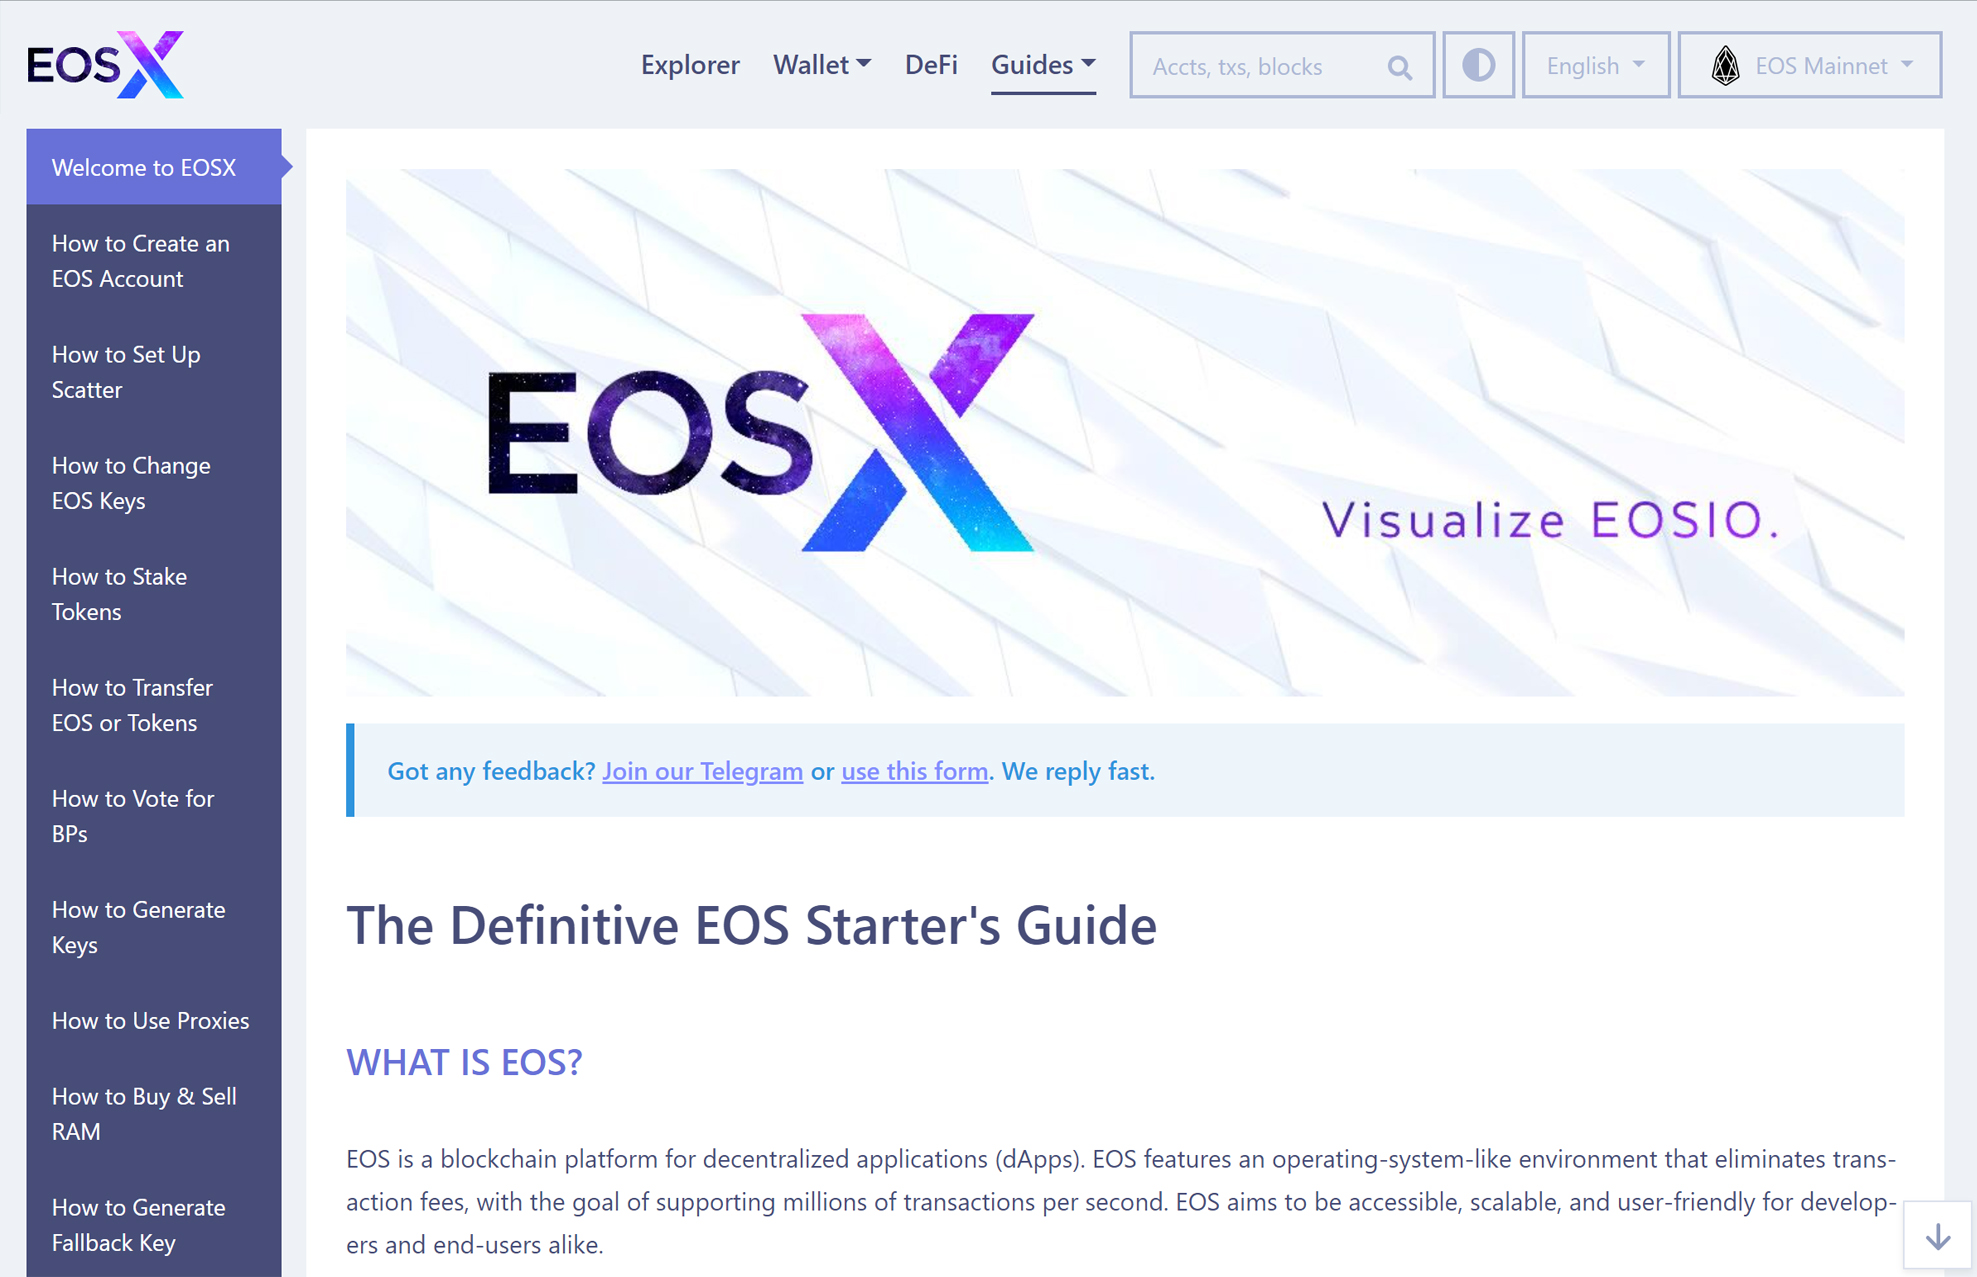 EOSX
Explorer
Wallet
DeFi
Guides
Accts, txs, blocks
English
EOS Mainnet
Welcome to EOSX
How to Create an
EOS Account
How to Set Up
Scatter
How to Change
EOS Keys
How to Stake
Tokens
How to Transfer
EOS or Tokens
How to Vote for
BPs
How to Generate
Keys
How to Use Proxies
How to Buy & Sell
RAM
How to Generate
Fallback Key
EOSX
Visualize EOSIO.
Got any feedback? Join our Telegram or use this form. We reply fast.
The Definitive EOS Starter's Guide
WHAT IS EOS?
EOS is a blockchain platform for decentralized applications (dApps). EOS features an operating-system-like environment that eliminates trans-
action fees, with the goal of supporting millions of transactions per second. EOS aims to be accessible, scalable, and user-friendly for develop-
ers and end-users alike.